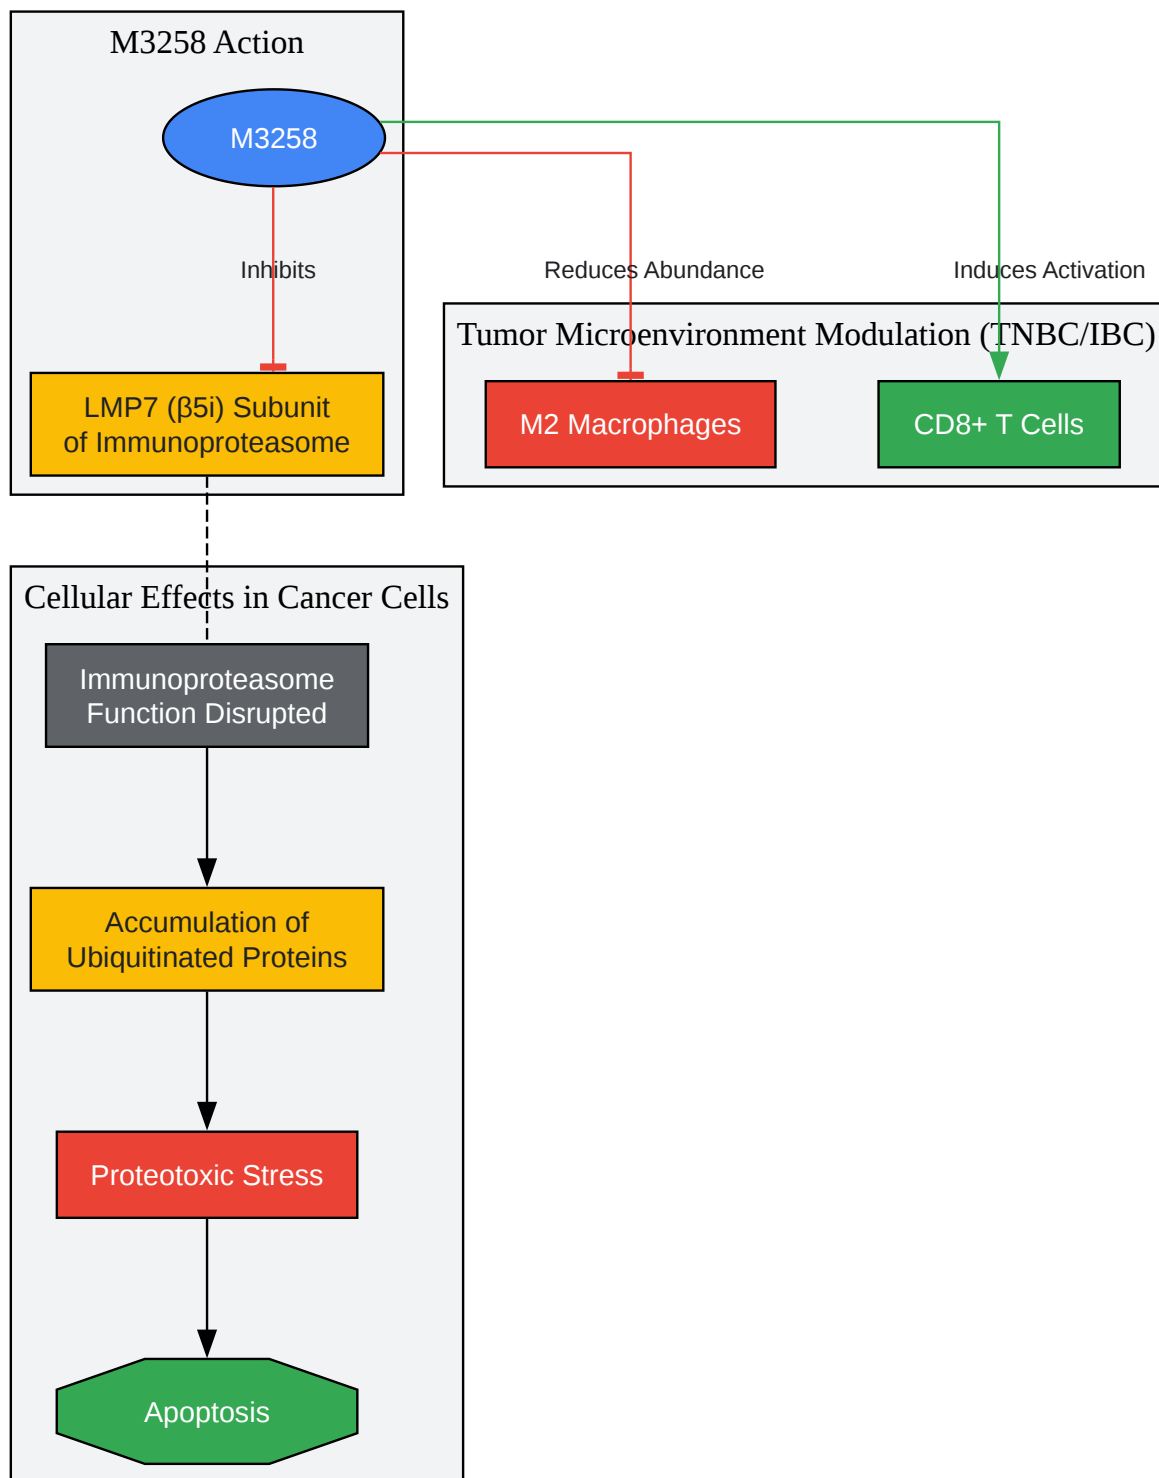 M3258 Action
M3258
Inhibits
Reduces Abundance
Induces Activation
Tumor Microenvironment Modulation (TNBC/IBC)
LMP7 (β5i) Subunit
of Immunoproteasome
M2 Macrophages
CD8+ T Cells
Cellular Effects in Cancer Cells
Immunoproteasome
Function Disrupted
Accumulation of
Ubiquitinated Proteins
Proteotoxic Stress
Apoptosis